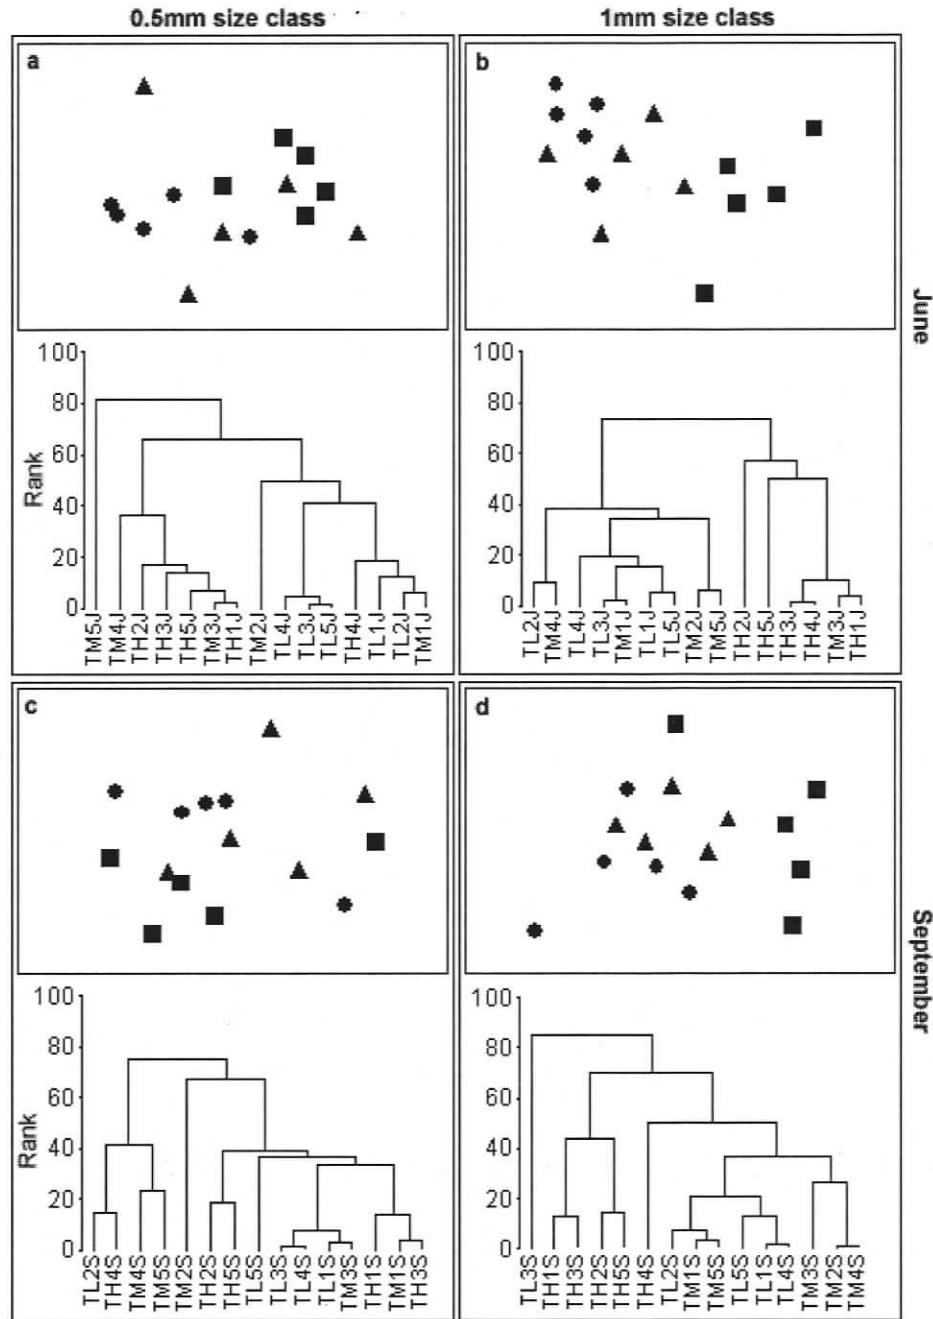 0.5mm size class
1mm size class
a
b
June
100
80
60
40
20
0
Rank
TM5J
TM4J
TH2J
TH3J
TH5J
TM3J
TH1J
TM2J
TL4J
TL3J
TL5J
TH4J
TL1J
TL2J
TM1J
100
80
60
40
20
0
TL2J
TM4J
TL4J
TL3J
TM1J
TL1J
TL5J
TM2J
TM5J
TH2J
TH5J
TH3J
TH4J
TM3J
TH1J
c
d
September
100
80
60
40
20
0
Rank
TL2S
TH4S
TM4S
TM5S
TM2S
TH2S
TH5S
TL5S
TL3S
TL4S
TL1S
TM3S
TH1S
TM1S
TH3S
100
80
60
40
20
0
TL3S
TH1S
TH3S
TH2S
TH5S
TH4S
TL2S
TM1S
TM5S
TL5S
TL1S
TL4S
TM3S
TM2S
TM4S